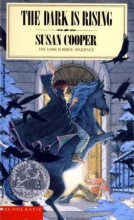 THE DARK IS RISING
SUSAN COOPER
THE DARK IS RISING SEQUENCE
SCHOLASTIC